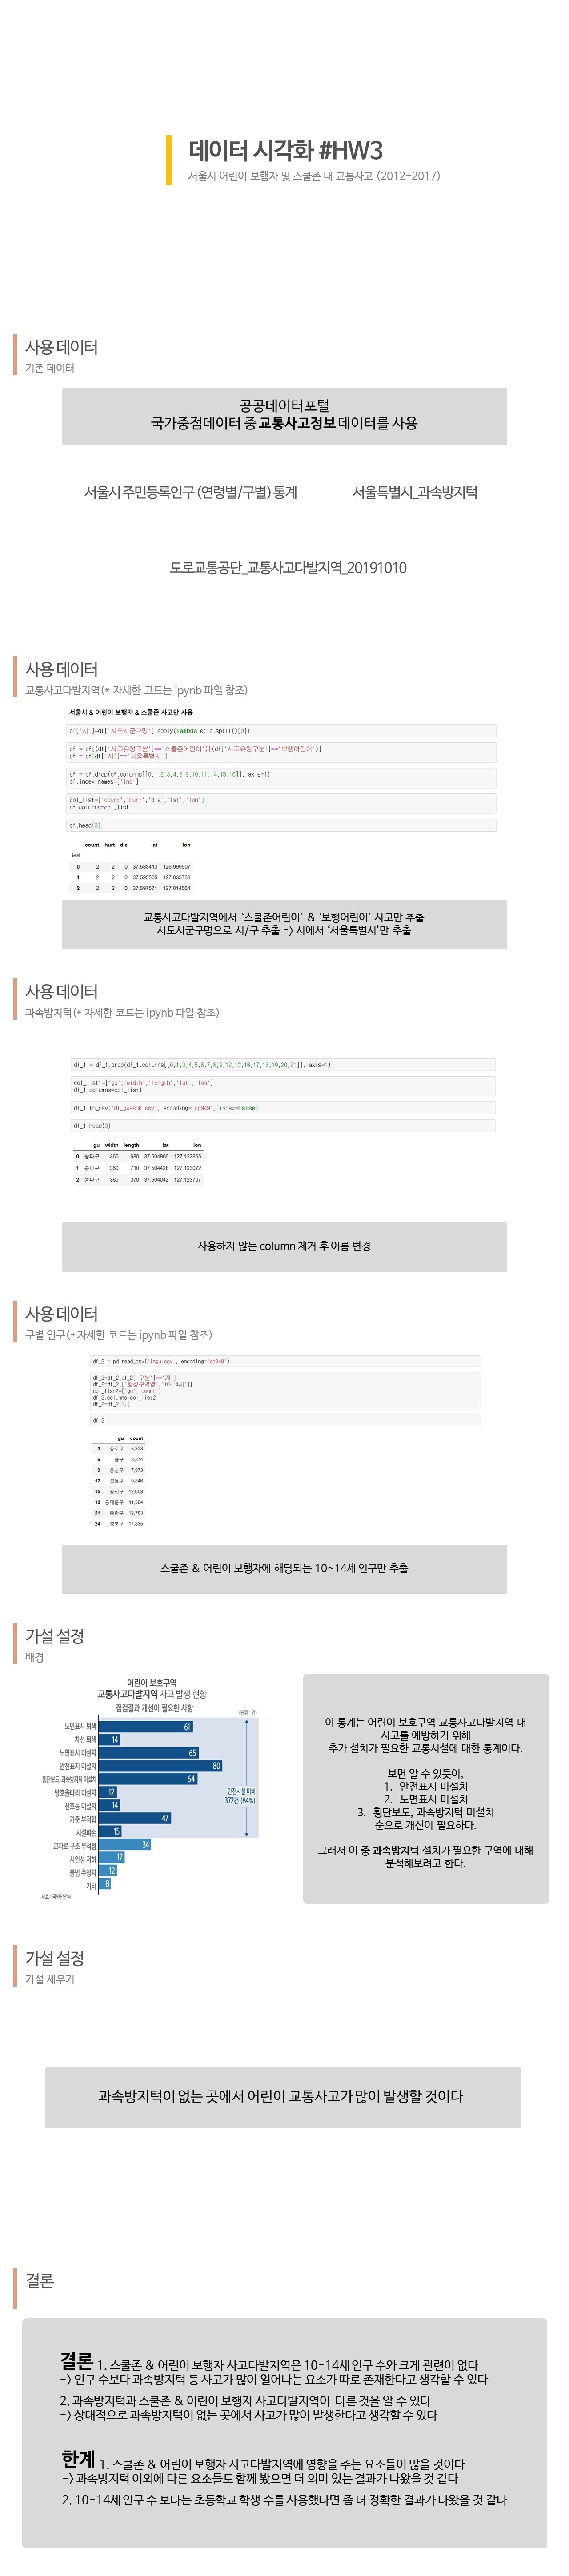 데이터 시각화 #HW3
서울시 어린이 보행자 및 스쿨존 내 교통사고 (2012-2017)
사용 데이터
기존 데이터
공공데이터포털
국가중점데이터 중 교통사고정보 데이터를 사용
서울시 주민등록인구 (연령별/구별) 통계
서울특별시_과속방지턱
도로교통공단_교통사고다발지역_20191010
사용 데이터
교통사고다발지역(* 자세한 코드는 ipynb 파일 참조)
서울시 & 어린이 보행자 & 스쿨존 사고만 사용
df['시']=df['시도시군구명'].apply(lambda e: e.split()[0])
df = df[(df['사고유형구분']=='스쿨존어린이')|(df['사고유형구분']=='보행어린이')]
df = df[df['시']=='서울특별시']
df = df.drop(df.columns[[0,1,2,3,4,5,8,10,11,14,15,16]], axis=1)
df.index.names=['ind']
col_list=['count','hurt','die','lat','lon']
df.columns=col_list
df.head(3)
count hurt die lat lon
ind
0 2 2 0 37.588413 126.999607
1 2 2 0 37.595505 127.035733
2 2 2 0 37.597571 127.014564
교통사고다발지역에서 ‘스쿨존어린이’ & ‘보행어린이’ 사고만 추출
시도시군구명으로 시/구 추출 -> 시에서 ‘서울특별시’만 추출
사용 데이터
과속방지턱(* 자세한 코드는 ipynb 파일 참조)
df_1 = df_1.drop(df_1.columns[[0,1,3,4,5,6,7,8,9,12,13,16,17,18,19,20,21]], axis=1)
col_list1=['gu','width','length','lat','lon']
df_1.columns=col_list1
df_1.to_csv('df_gwasok.csv', encoding='cp949', index=False)
df_1.head(3)
gu width length lat lon
0 송파구 360 680 37.504966 127.122855
1 송파구 360 710 37.504428 127.123072
2 송파구 360 370 37.504042 127.123707
사용하지 않는 column 제거 후 이름 변경
사용 데이터
구별 인구(* 자세한 코드는 ipynb 파일 참조)
df_2 = pd.read_csv('ingu.csv', encoding='cp949')
df_2=df_2[df_2['구분']=='계']
df_2=df_2[['행정구역별','10~14세']]
col_list2=['gu','count']
df_2.columns=col_list2
df_2=df_2[1:]
df_2
gu count
3 종로구 5,328
6 중구 3,374
9 용산구 7,973
12 성동구 9,846
15 광진구 12,606
18 동대문구 11,384
21 중랑구 12,783
24 성북구 17,835
스쿨존 & 어린이 보행자에 해당되는 10~14세 인구만 추출
가설 설정
배경
어린이 보호구역
교통사고다발지역 사고 발생 현황
점검결과 개선이 필요한 사항
(단위 : 건)
노면표시 퇴색 61
차선 퇴색 14
노면표시 미설치 65
안전표지 미설치 80
횡단보도, 과속방지턱 미설치 64
방호울타리 미설치 12
신호등 미설치 14
기준 부적합 47
시설파손 15
교차로 구조 부적정 34
시인성 저하 17
불법 주정차 12
기타 8
안전시설 미비
372건 (84%)
자료 : 국민안전처
이 통계는 어린이 보호구역 교통사고다발지역 내
사고를 예방하기 위해
추가 설치가 필요한 교통시설에 대한 통계이다.
보면 알 수 있듯이,
1. 안전표시 미설치
2. 노면표시 미설치
3. 횡단보도, 과속방지턱 미설치
순으로 개선이 필요하다.
그래서 이 중 과속방지턱 설치가 필요한 구역에 대해
분석해보려고 한다.
가설 설정
가설 세우기
과속방지턱이 없는 곳에서 어린이 교통사고가 많이 발생할 것이다
결론
결론 1. 스쿨존 & 어린이 보행자 사고다발지역은 10-14세 인구 수와 크게 관련이 없다
-> 인구 수보다 과속방지턱 등 사고가 많이 일어나는 요소가 따로 존재한다고 생각할 수 있다
2. 과속방지턱과 스쿨존 & 어린이 보행자 사고다발지역이 다른 것을 알 수 있다
-> 상대적으로 과속방지턱이 없는 곳에서 사고가 많이 발생한다고 생각할 수 있다
한계 1. 스쿨존 & 어린이 보행자 사고다발지역에 영향을 주는 요소들이 많을 것이다
-> 과속방지턱 이외에 다른 요소들도 함께 봤으면 더 의미 있는 결과가 나왔을 것 같다
2. 10-14세 인구 수 보다는 초등학교 학생 수를 사용했다면 좀 더 정확한 결과가 나왔을 것 같다